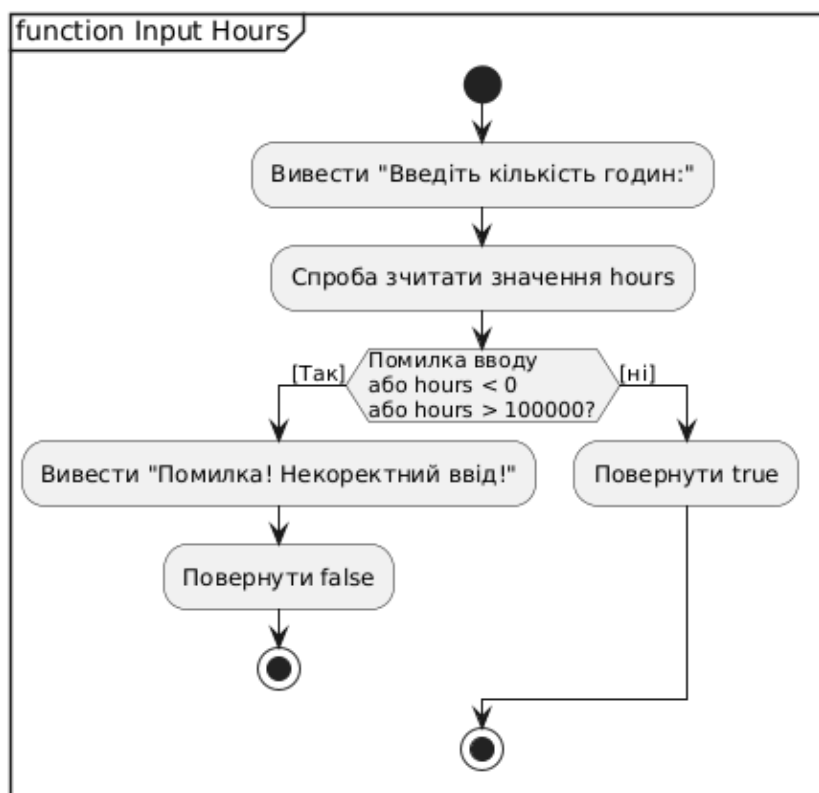 function Input Hours
Вивести "Введіть кількість годин:"
Спроба зчитати значення hours
[Так]
Помилка вводу
або hours < 0
або hours > 100000?
[ні]
Вивести "Помилка! Некоректний ввід!"
Повернути true
Повернути false